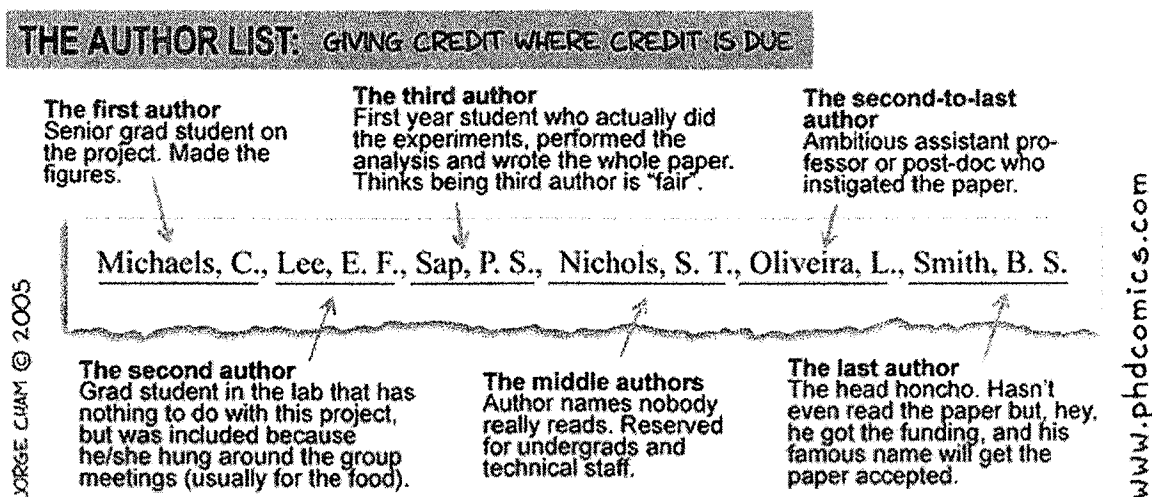 THE AUTHOR LIST: GIVING CREDIT WHERE CREDIT IS DUE
The first author
Senior grad student on
the project. Made the
figures.
The third author
First year student who actually did
the experiments, performed the
analysis and wrote the whole paper.
Thinks being third author is "fair".
The second-to-last
author
Ambitious assistant pro-
fessor or post-doc who
instigated the paper.
Michaels, C., Lee, E. F., Sap, P. S., Nichols, S. T., Oliveira, L., Smith, B. S.
The second author
Grad student in the lab that has
nothing to do with this project,
but was included because
he/she hung around the group
meetings (usually for the food).
The middle authors
Author names nobody
really reads. Reserved
for undergrads and
technical staff.
The last author
The head honcho. Hasn't
even read the paper but, hey,
he got the funding, and his
famous name will get the
paper accepted.
JORGE CHAM © 2005
www.phdcomics.com